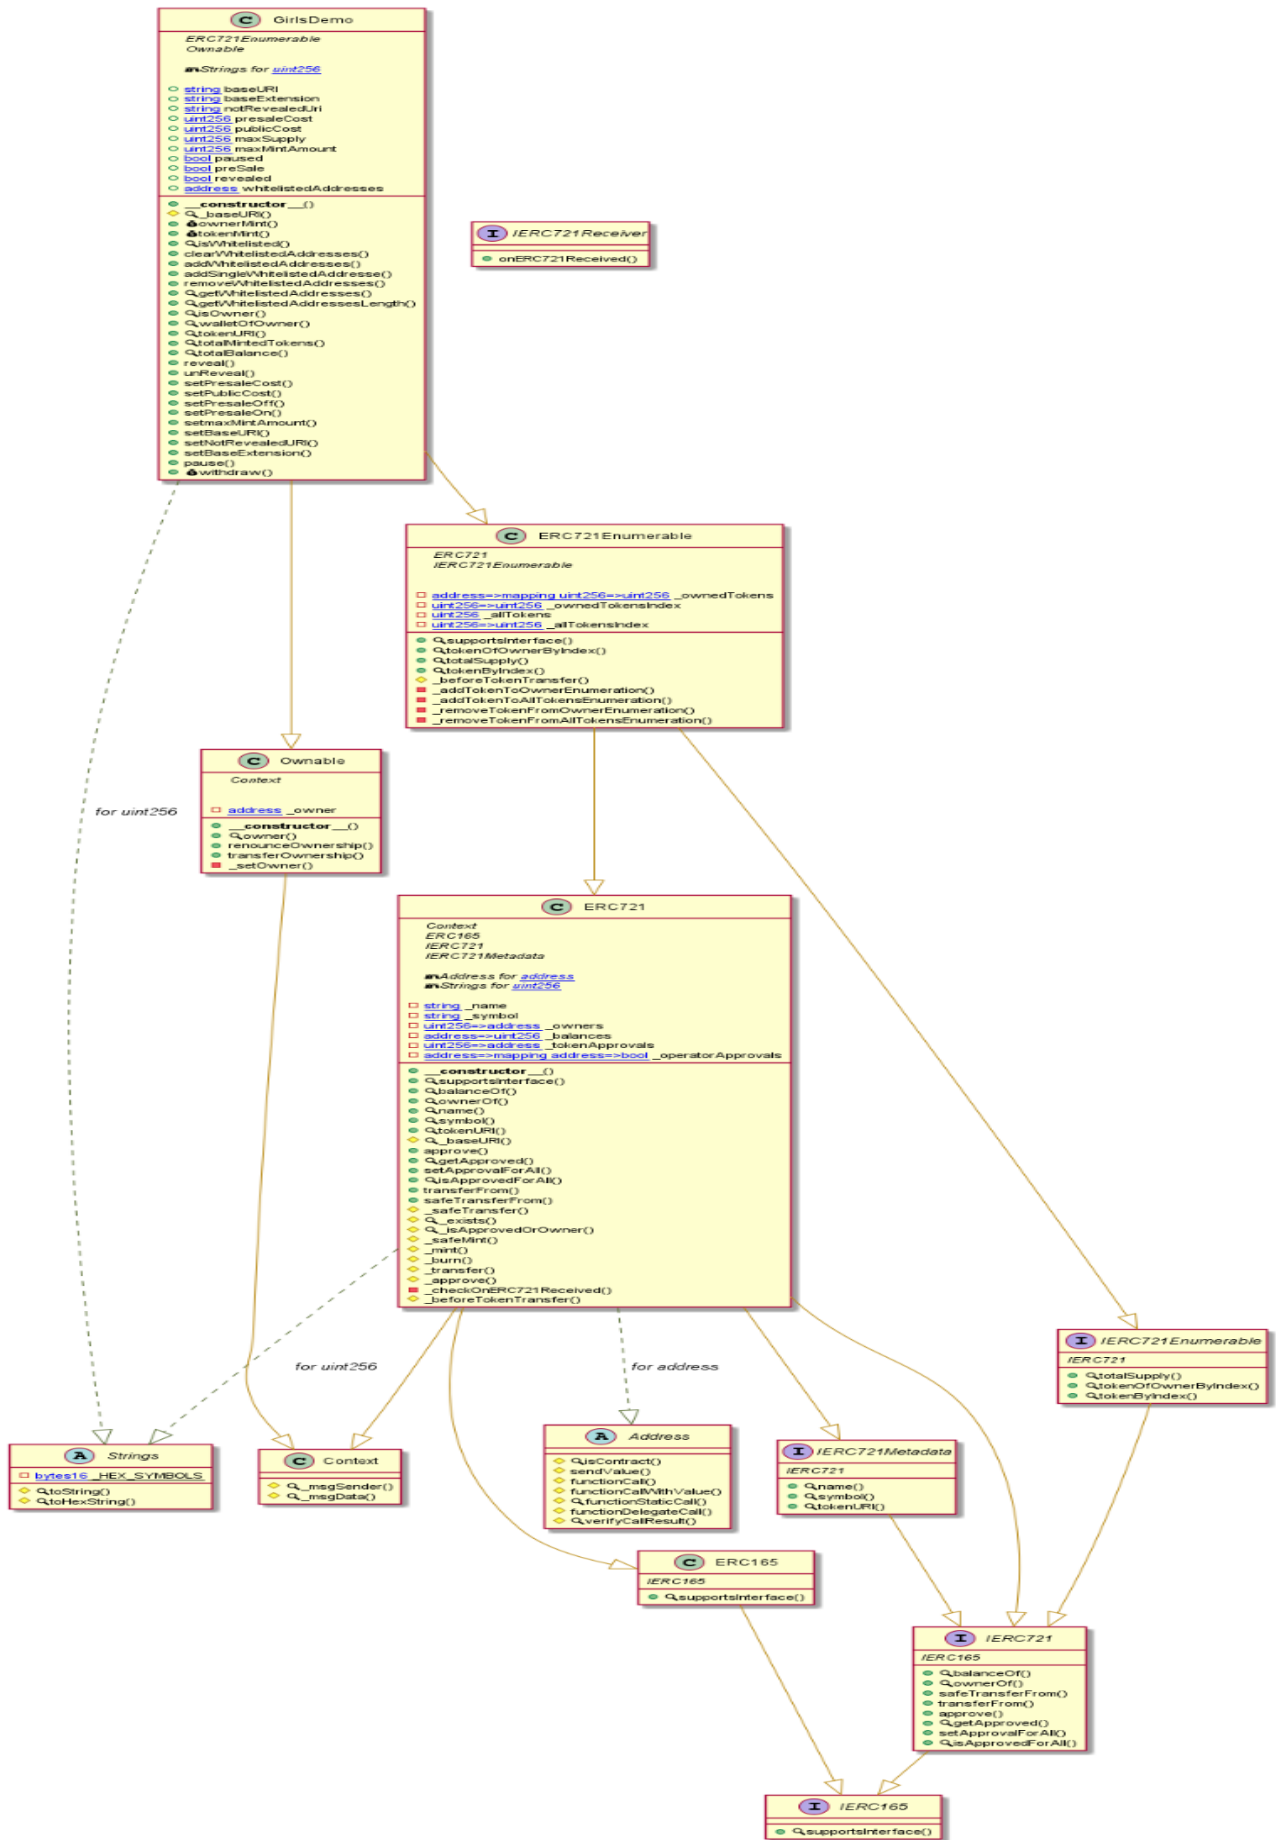 C GirlsDemo
ERC721Enumerable
Ownable
Strings for uint256
string baseURI
string baseExtension
string notRevealedUri
uint256 presaleCost
uint256 publicCost
uint256 maxSupply
uint256 maxMintAmount
bool paused
bool preSale
bool revealed
address whitelistedAddresses
__constructor__()
_baseURI()
ownerMint()
tokenMint()
isWhitelisted()
clearWhitelistedAddresses()
addWhitelistedAddresses()
addSingleWhitelistedAddresse()
removeWhitelistedAddresses()
getWhitelistedAddresses()
getWhitelistedAddressesLength()
isOwner()
walletOfOwner()
tokenURI()
totalMintedTokens()
totalBalance()
reveal()
unReveal()
setPresaleCost()
setPublicCost()
setPresaleOff()
setPresaleOn()
setmaxMintAmount()
setBaseURI()
setNotRevealedURI()
setBaseExtension()
pause()
withdraw()
I IERC721Receiver
onERC721Received()
C ERC721Enumerable
ERC721
IERC721Enumerable
address=>mapping uint256=>uint256 _ownedTokens
uint256=>uint256 _ownedTokensIndex
uint256 _allTokens
uint256=>uint256 _allTokensIndex
supportsInterface()
tokenOfOwnerByIndex()
totalSupply()
tokenByIndex()
_beforeTokenTransfer()
_addTokenToOwnerEnumeration()
_addTokenToAllTokensEnumeration()
_removeTokenFromOwnerEnumeration()
_removeTokenFromAllTokensEnumeration()
C Ownable
Context
address _owner
__constructor__()
owner()
renounceOwnership()
transferOwnership()
_setOwner()
for uint256
C ERC721
Context
ERC165
IERC721
IERC721Metadata
Address for address
Strings for uint256
string _name
string _symbol
uint256=>address _owners
address=>uint256 _balances
uint256=>address _tokenApprovals
address=>mapping address=>bool _operatorApprovals
__constructor__()
supportsInterface()
balanceOf()
ownerOf()
name()
symbol()
tokenURI()
_baseURI()
approve()
getApproved()
setApprovalForAll()
isApprovedForAll()
transferFrom()
safeTransferFrom()
_safeTransfer()
_exists()
_isApprovedOrOwner()
_safeMint()
_mint()
_burn()
_transfer()
_approve()
_checkOnERC721Received()
_beforeTokenTransfer()
for uint256
for address
I IERC721Enumerable
IERC721
totalSupply()
tokenOfOwnerByIndex()
tokenByIndex()
A Strings
bytes16 _HEX_SYMBOLS
toString()
toHexString()
C Context
_msgSender()
_msgData()
A Address
isContract()
sendValue()
functionCall()
functionCallWithValue()
functionStaticCall()
functionDelegateCall()
verifyCallResult()
I IERC721Metadata
IERC721
name()
symbol()
tokenURI()
C ERC165
IERC165
supportsInterface()
I IERC721
IERC165
balanceOf()
ownerOf()
safeTransferFrom()
transferFrom()
approve()
getApproved()
setApprovalForAll()
isApprovedForAll()
I IERC165
supportsInterface()